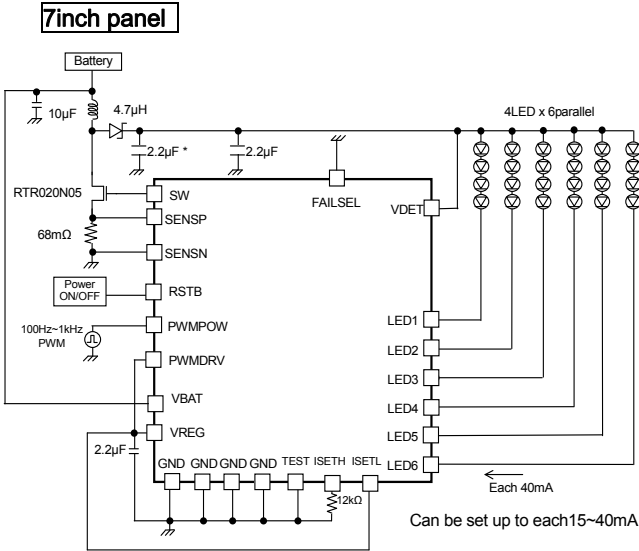 7inch panel
Battery
10μF
4.7μH
4LED x 6parallel
2.2μF *
2.2μF
RTR020N05
SW
FAILSEL
VDET
SENSP
68mΩ
SENSN
Power
ON/OFF
RSTB
LED1
100Hz~1kHz
PWM
PWMPOW
LED2
PWMDRV
LED3
VBAT
LED4
VREG
LED5
2.2μF
GND
GND
GND
GND
TEST
ISETH
ISETL
LED6
Each 40mA
12kΩ
Can be set up to each15~40mA